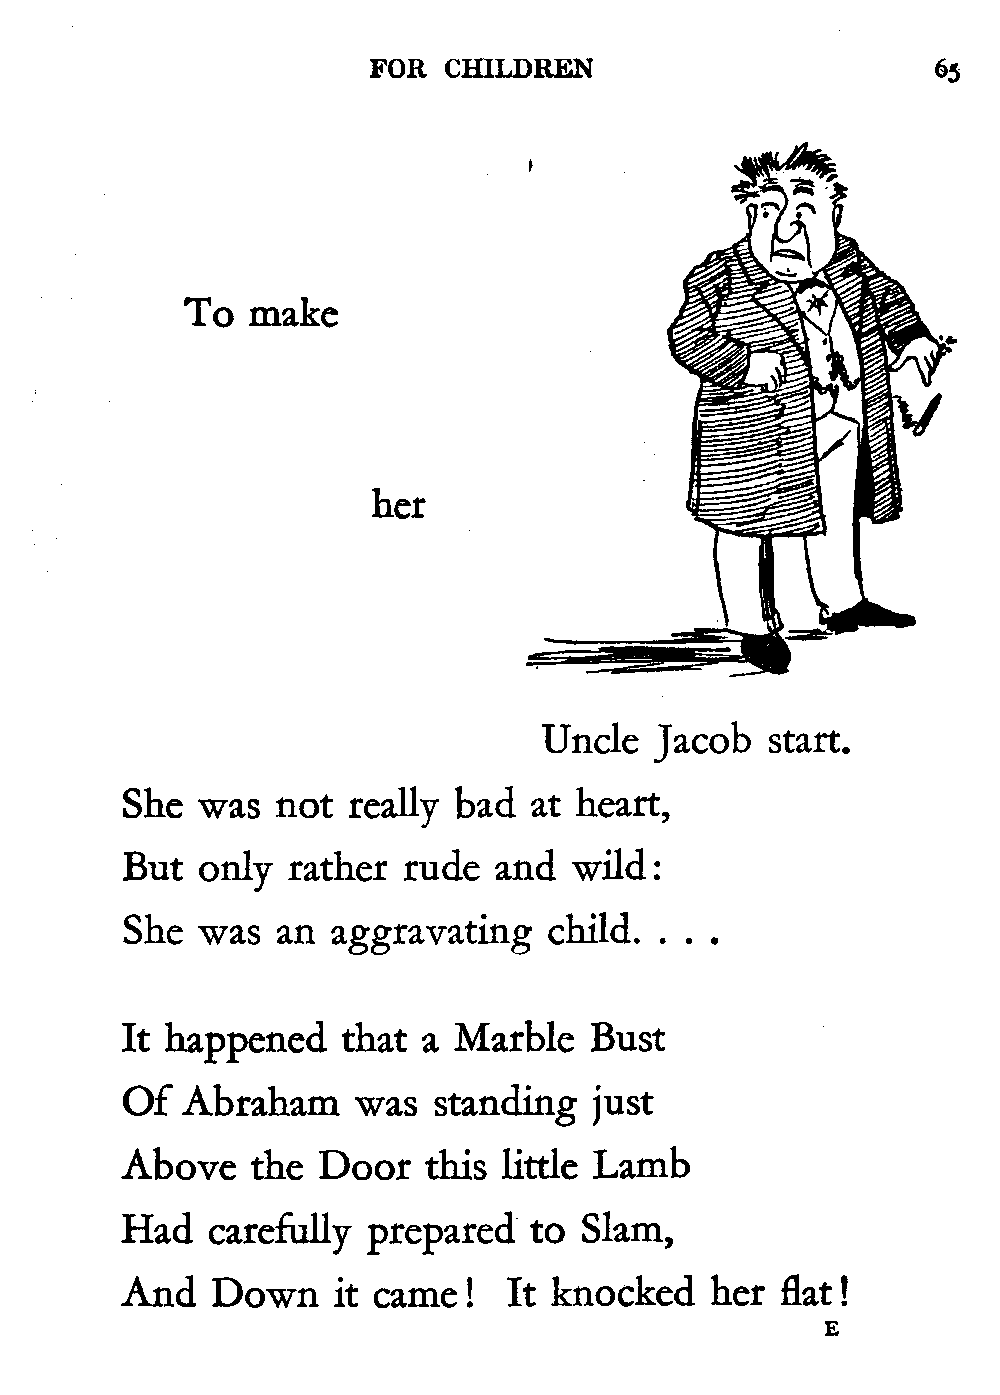 FOR CHILDREN 65
To make
her
Uncle Jacob start.
She was not really bad at heart,
But only rather rude and wild:
She was an aggravating child. . . .
It happened that a Marble Bust
Of Abraham was standing just
Above the Door this little Lamb
Had carefully prepared to Slam,
And Down it came! It knocked her flat!
E